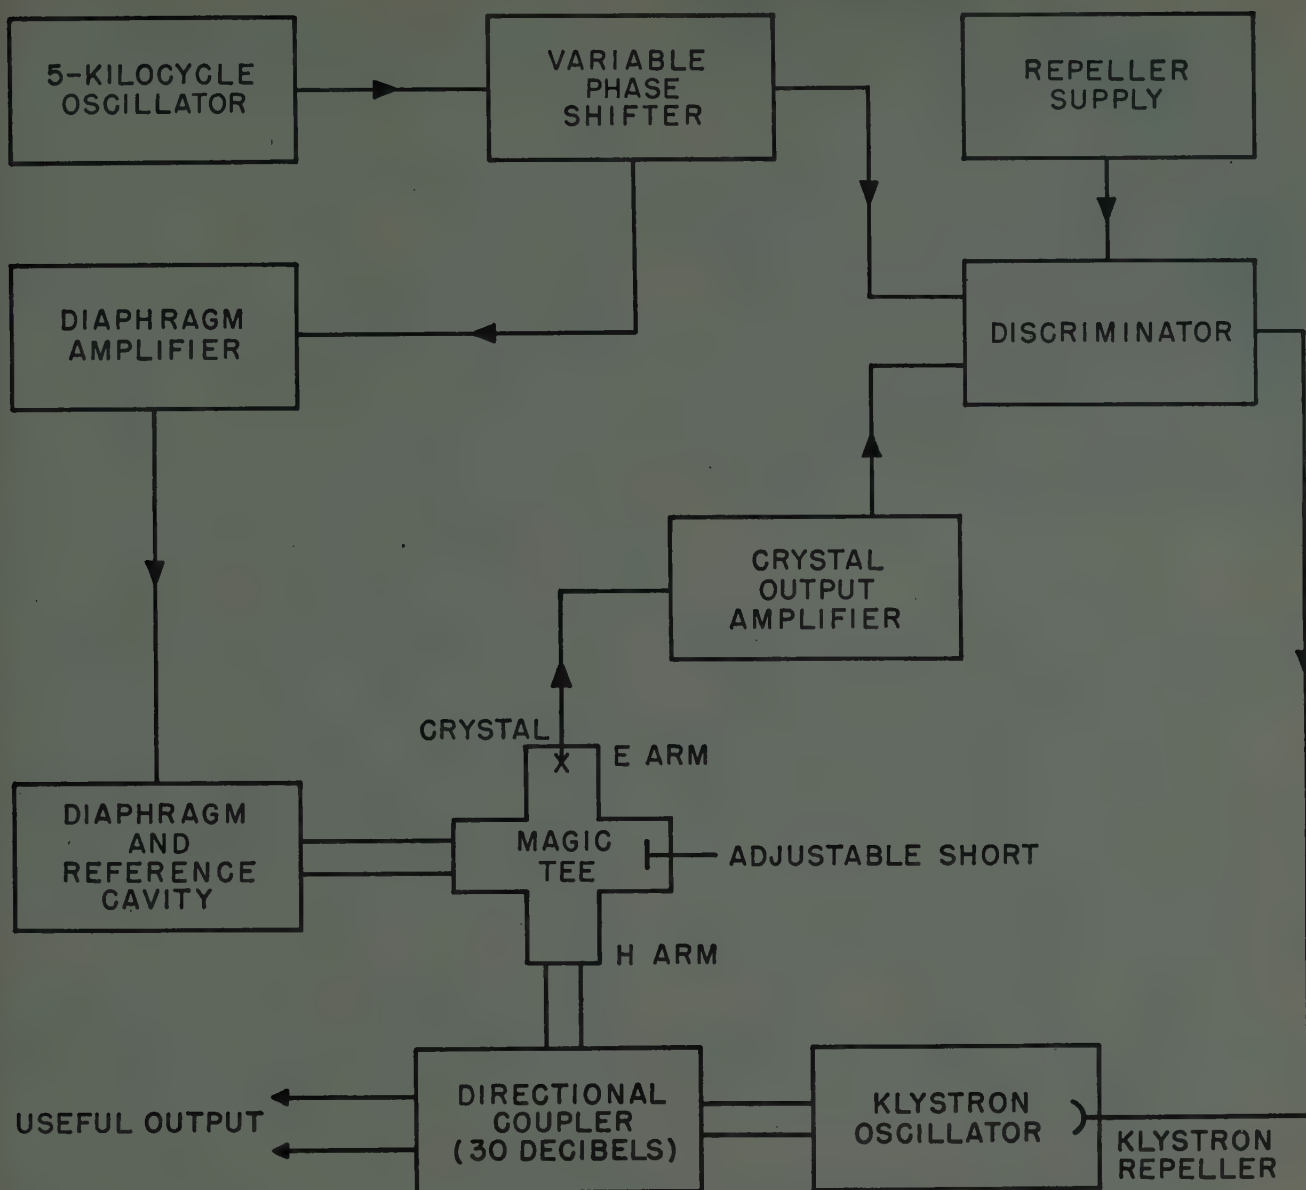 5-KILOCYCLE
OSCILLATOR
VARIABLE
PHASE
SHIFTER
REPELLER
SUPPLY
DIAPHRAGM
AMPLIFIER
DISCRIMINATOR
CRYSTAL
OUTPUT
AMPLIFIER
CRYSTAL
E ARM
DIAPHRAGM
AND
REFERENCE
CAVITY
MAGIC
TEE
ADJUSTABLE SHORT
H ARM
USEFUL OUTPUT
DIRECTIONAL
COUPLER
(30 DECIBELS)
KLYSTRON
OSCILLATOR
KLYSTRON
REPELLER